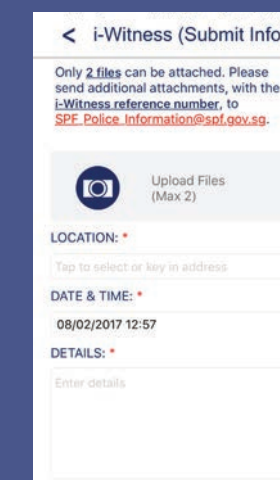 < i-Witness (Submit Info
Only 2 files can be attached. Please
send additional attachments, with the
i-Witness reference number, to
SPF_Police_Information@spf.gov.sg.
Upload Files
(Max 2)
LOCATION: *
Tap to select or key in address
DATE & TIME: *
08/02/2017 12:57
DETAILS: *
Enter details